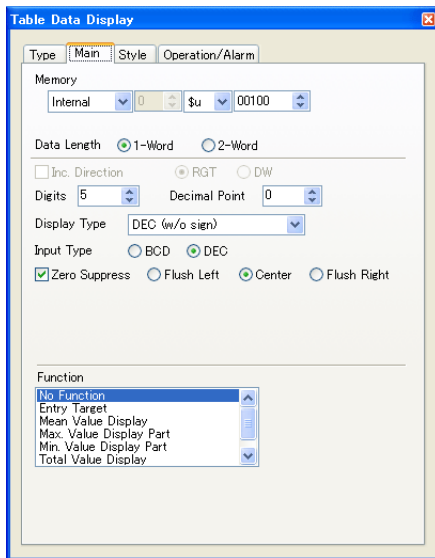 Table Data Display
Type Main Style Operation/Alarm
Memory
Internal 0 $u 00100
Data Length 1-Word 2-Word
Inc. Direction RGT DW
Digits 5 Decimal Point 0
Display Type DEC (w/o sign)
Input Type BCD DEC
Zero Suppress Flush Left Center Flush Right
Function
No Function
Entry Target
Mean Value Display
Max. Value Display Part
Min. Value Display Part
Total Value Display